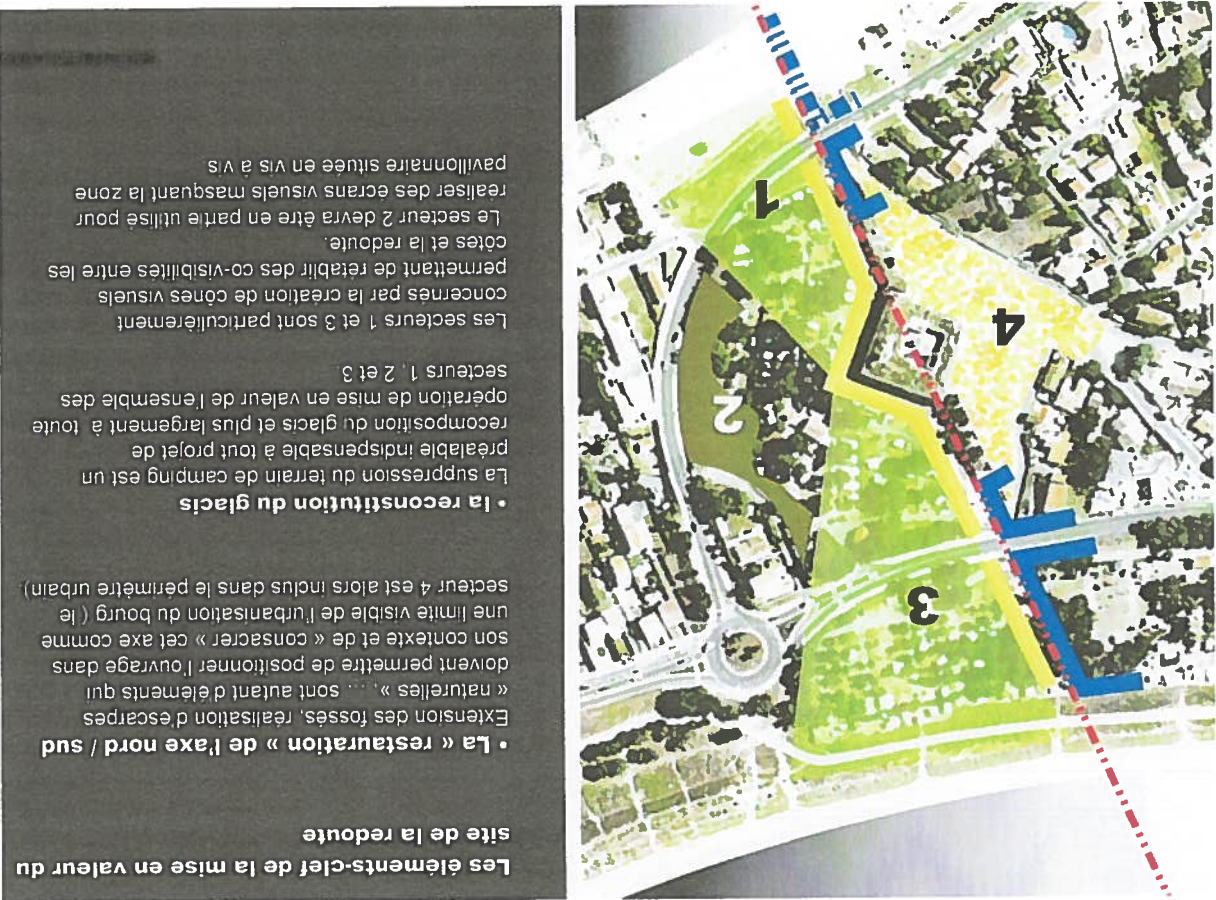 Les éléments-clef de la mise en valeur du
site de la redoute
• La « restauration » de l'axe nord / sud
Extension des fossés, réalisation d'escarpes
« naturelles », ... sont autant d'éléments qui
doivent permettre de positionner l'ouvrage dans
son contexte et de « consacrer » cet axe comme
une limite visible de l'urbanisation du bourg ( le
secteur 4 est alors inclus dans le périmètre urbain)
• la reconstitution du glacis
La suppression du terrain de camping est un
préalable indispensable à tout projet de
recomposition du glacis et plus largement à toute
opération de mise en valeur de l'ensemble des
secteurs 1, 2 et 3
Les secteurs 1 et 3 sont particulièrement
concernés par la création de cônes visuels
permettant de rétablir des co-visibilités entre les
côtes et la redoute.
Le secteur 2 devra être en partie utilisé pour
réaliser des écrans visuels masquant la zone
pavillonnaire située en vis à vis
3
2
4
1